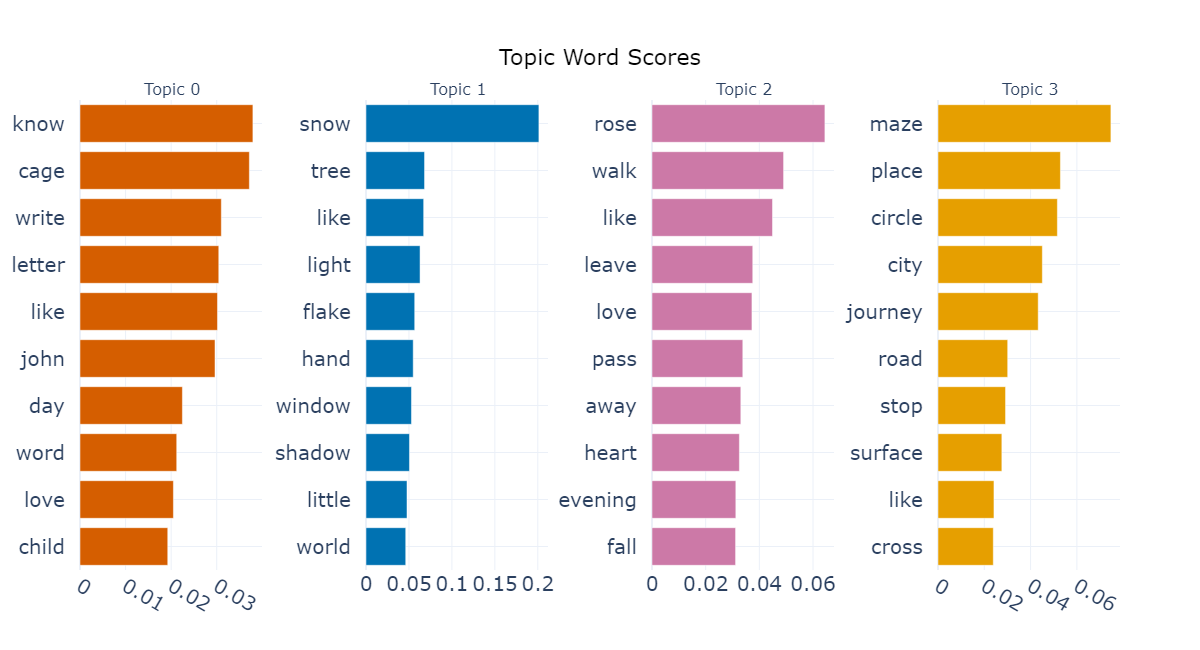 Topic Word Scores
Topic 0
know
cage
write
letter
like
john
day
word
love
child
0 0.01 0.02 0.03
Topic 1
snow
tree
like
light
flake
hand
window
shadow
little
world
0 0.05 0.1 0.15 0.2
Topic 2
rose
walk
like
leave
love
pass
away
heart
evening
fall
0 0.02 0.04 0.06
Topic 3
maze
place
circle
city
journey
road
stop
surface
like
cross
0 0.02 0.04 0.06